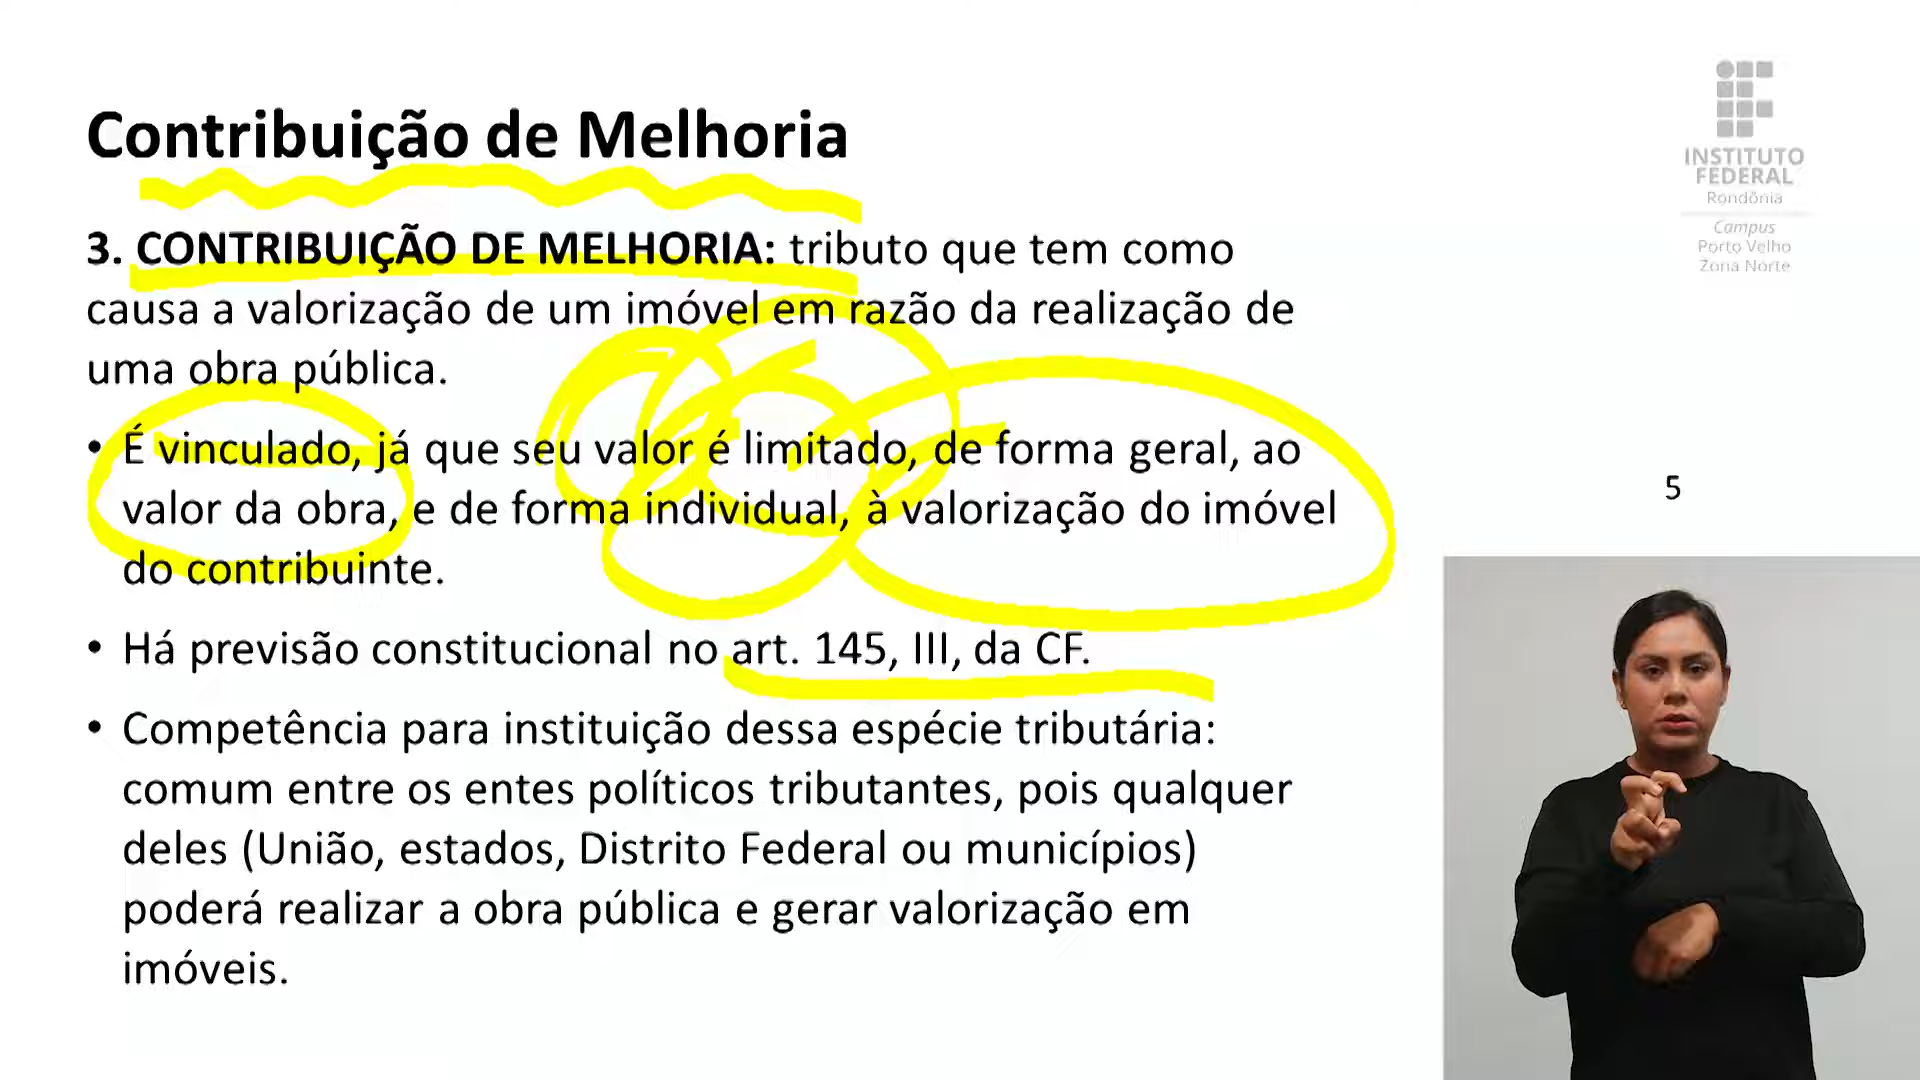 Contribuição de Melhoria
INSTITUTO
FEDERAL
Rondônia
Campus
Porto Velho
Zona Norte
3. CONTRIBUIÇÃO DE MELHORIA: tributo que tem como
causa a valorização de um imóvel em razão da realização de
uma obra pública.
• É vinculado, já que seu valor é limitado, de forma geral, ao
valor da obra, e de forma individual, à valorização do imóvel
do contribuinte.
5
• Há previsão constitucional no art. 145, III, da CF.
• Competência para instituição dessa espécie tributária:
comum entre os entes políticos tributantes, pois qualquer
deles (União, estados, Distrito Federal ou municípios)
poderá realizar a obra pública e gerar valorização em
imóveis.